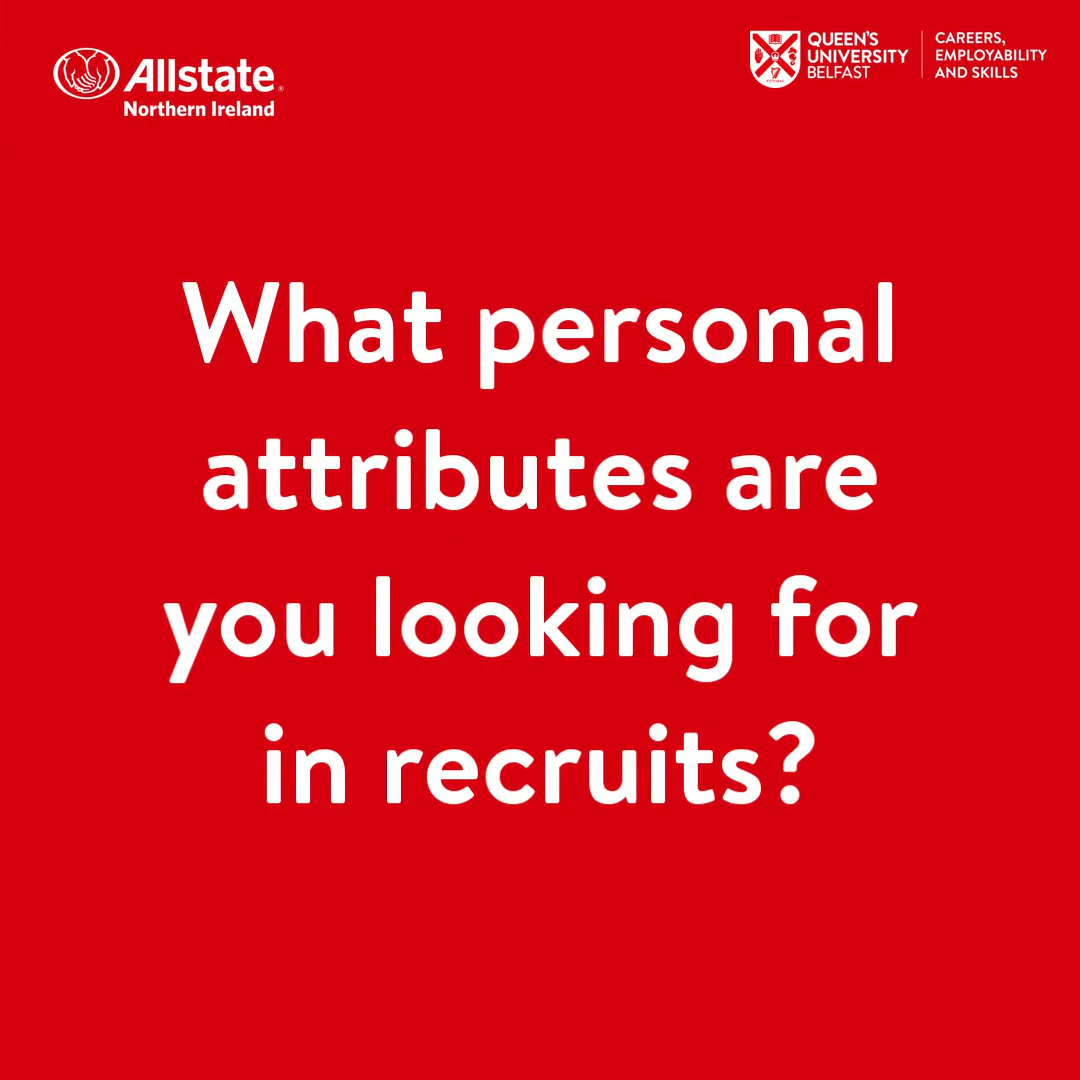 Allstate
Northern Ireland
QUEEN'S
UNIVERSITY
BELFAST
CAREERS,
EMPLOYABILITY
AND SKILLS
What personal
attributes are
you looking for
in recruits?